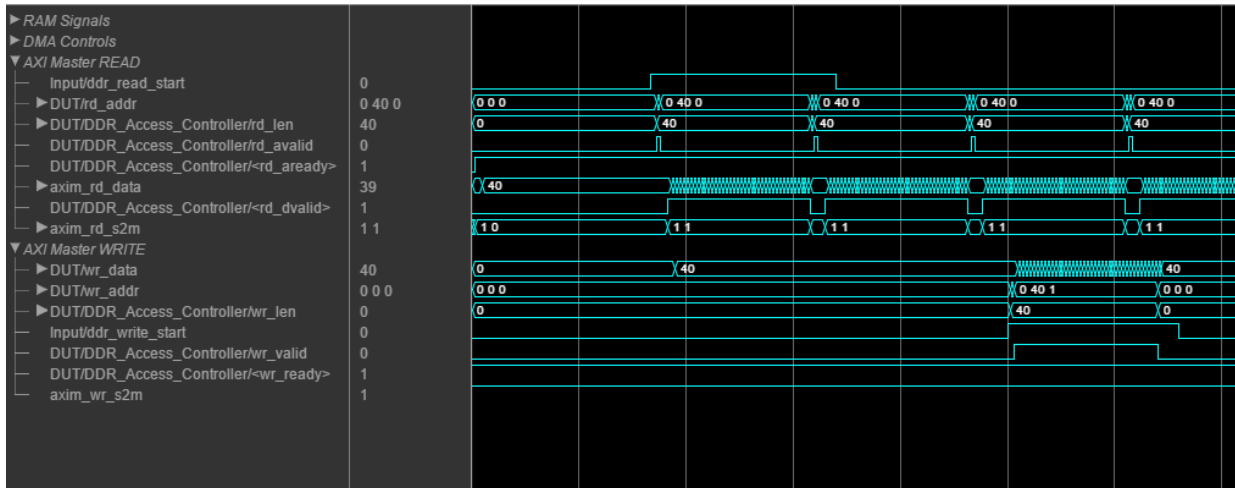 RAM Signals
DMA Controls
AXI Master READ
Input/ddr_read_start 0
DUT/rd_addr 0 40 0 0 0 0 0 40 0 0 40 0 0 40 0 0 40 0
DUT/DDR_Access_Controller/rd_len 40 0 40 40 40 40
DUT/DDR_Access_Controller/rd_avalid 0
DUT/DDR_Access_Controller/<rd_aready> 1
axim_rd_data 39 40
DUT/DDR_Access_Controller/<rd_dvalid> 1
axim_rd_s2m 1 1 1 0 1 1 1 1 1 1 1 1
AXI Master WRITE
DUT/wr_data 40 0 40 40
DUT/wr_addr 0 0 0 0 0 0 0 40 1 0 0 0
DUT/DDR_Access_Controller/wr_len 0 0 40 0
Input/ddr_write_start 0
DUT/DDR_Access_Controller/wr_valid 0
DUT/DDR_Access_Controller/<wr_ready> 1
axim_wr_s2m 1